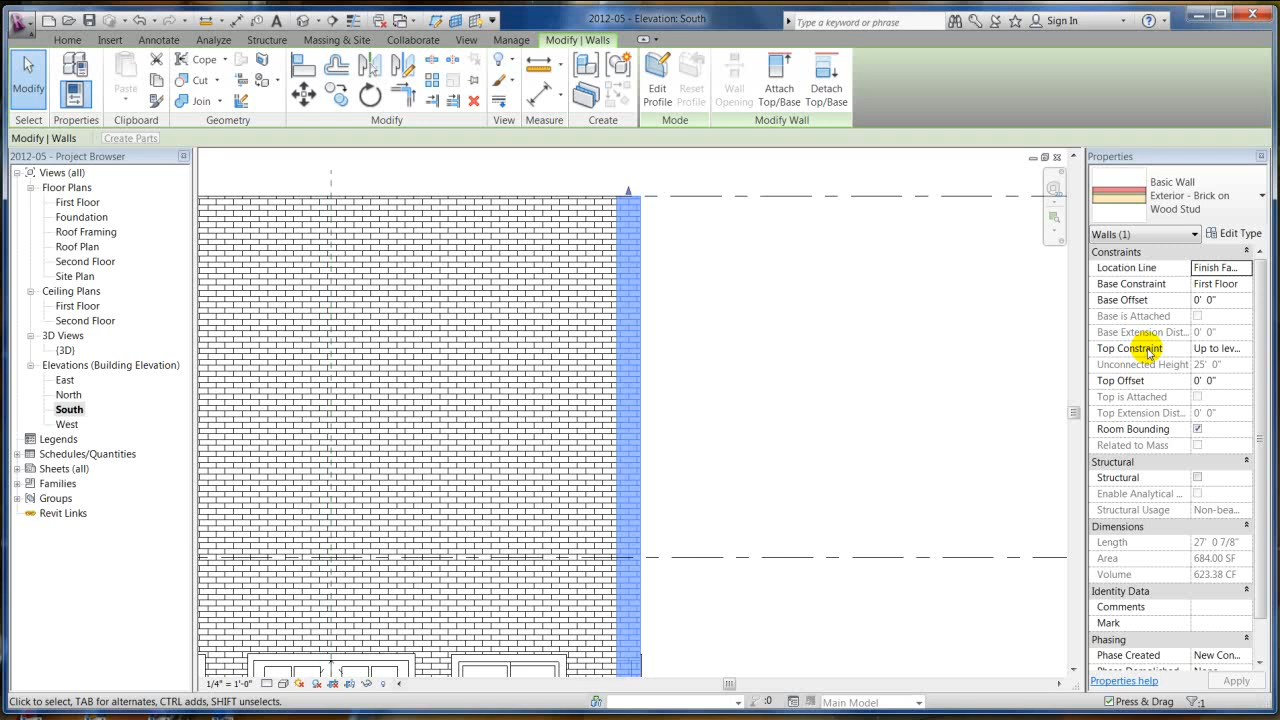 2012-05 - Elevation: South
Type a keyword or phrase
Sign In
Home Insert Annotate Analyze Structure Massing & Site Collaborate View Manage Modify | Walls
Modify
Paste
Cope
Cut
Join
Edit Profile
Reset Profile
Wall Opening
Attach Top/Base
Detach Top/Base
Select Properties Clipboard Geometry Modify View Measure Create Mode Modify Wall
Modify | Walls Create Parts
2012-05 - Project Browser
Views (all)
Floor Plans
First Floor
Foundation
Roof Framing
Roof Plan
Second Floor
Site Plan
Ceiling Plans
First Floor
Second Floor
3D Views
{3D}
Elevations (Building Elevation)
East
North
South
West
Legends
Schedules/Quantities
Sheets (all)
Families
Groups
Revit Links
Properties
Basic Wall
Exterior - Brick on
Wood Stud
Walls (1) Edit Type
Constraints
Location Line Finish Fa...
Base Constraint First Floor
Base Offset 0' 0"
Base is Attached
Base Extension Dist... 0' 0"
Top Constraint Up to lev...
Unconnected Height 25' 0"
Top Offset 0' 0"
Top is Attached
Top Extension Dist... 0' 0"
Room Bounding
Related to Mass
Structural
Structural
Enable Analytical ...
Structural Usage Non-bea...
Dimensions
Length 27' 0 7/8"
Area 684.00 SF
Volume 623.38 CF
Identity Data
Comments
Mark
Phasing
Phase Created New Con...
Phase Demolished None
Properties help Apply
1/4" = 1'-0"
Click to select, TAB for alternates, CTRL adds, SHIFT unselects.
:0
Main Model
Press & Drag
:1